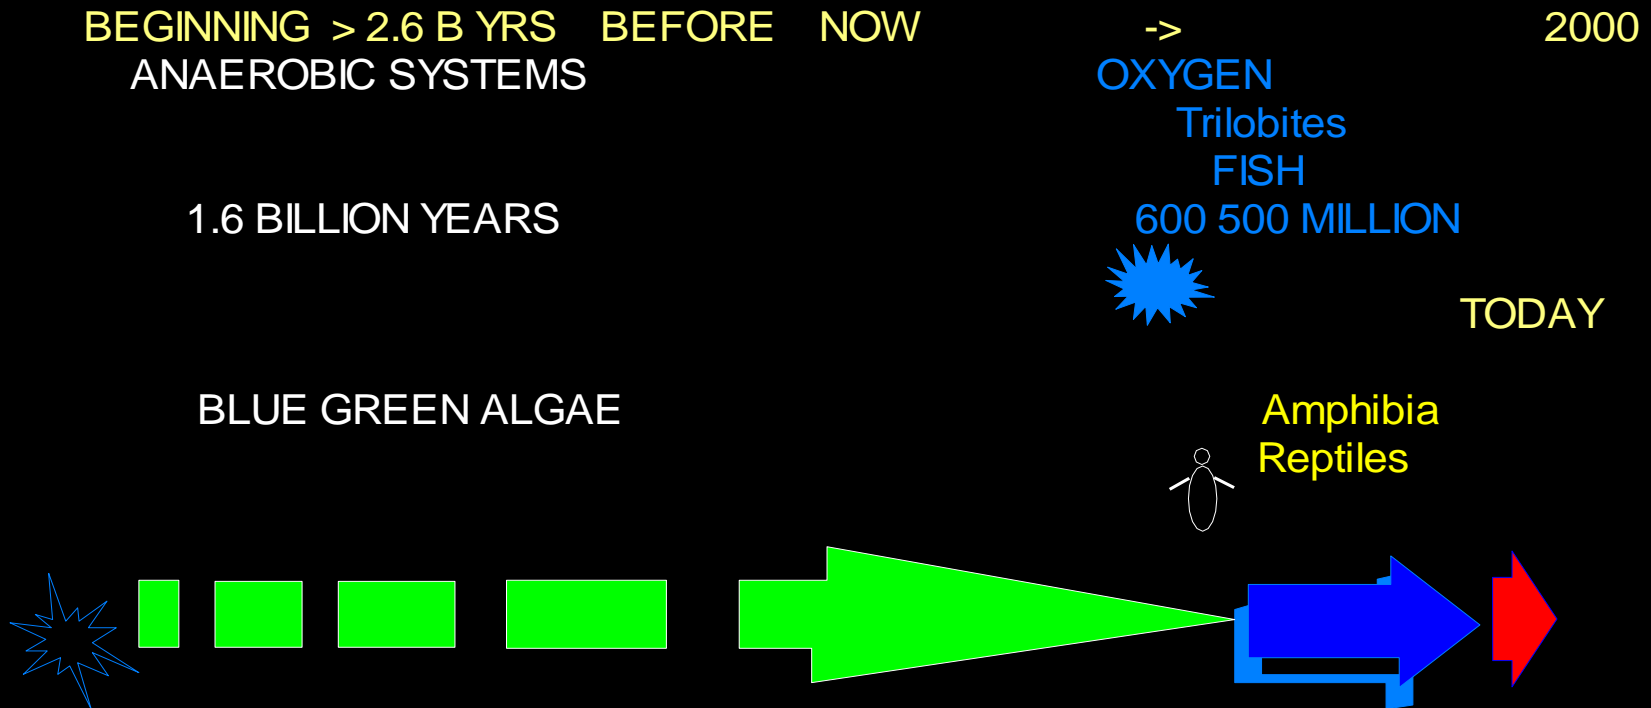 BEGINNING > 2.6 B YRS BEFORE NOW -> 2000
ANAEROBIC SYSTEMS OXYGEN
Trilobites
FISH
1.6 BILLION YEARS 600 500 MILLION
TODAY
BLUE GREEN ALGAE Amphibia
Reptiles